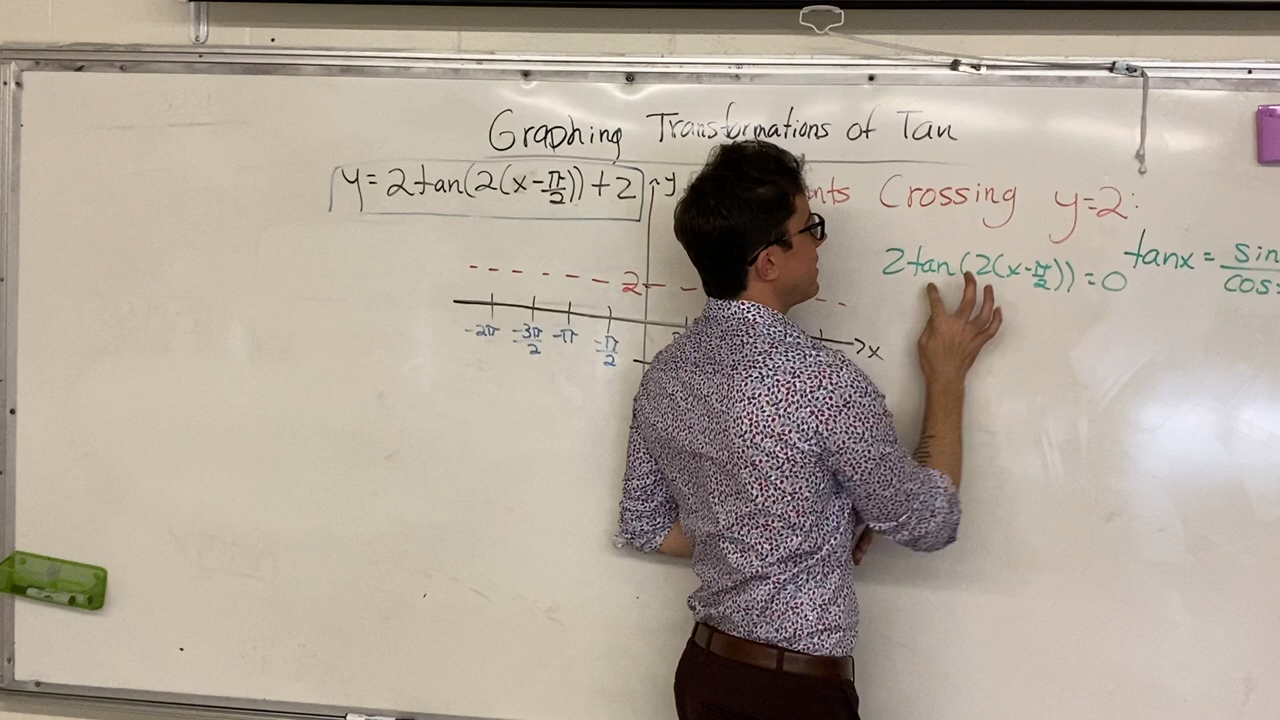 Graphing Transformations of Tan
y = 2tan(2(x-π/2)) + 2
y
Crossing y=2:
2tan(2(x-π/2)) = 0
tanx = sin/cos
2
-2π -3π/2 -π -π/2
x